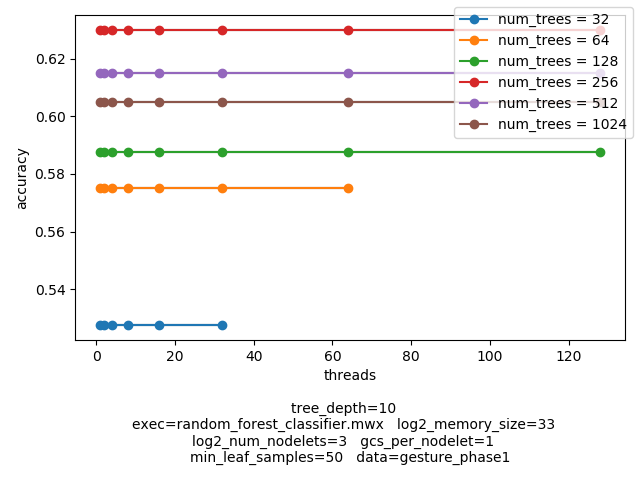 num_trees = 32
num_trees = 64
num_trees = 128
num_trees = 256
num_trees = 512
num_trees = 1024
0.62
0.60
0.58
0.56
0.54
accuracy
0 20 40 60 80 100 120
threads
tree_depth=10
exec=random_forest_classifier.mwx log2_memory_size=33
log2_num_nodelets=3 gcs_per_nodelet=1
min_leaf_samples=50 data=gesture_phase1